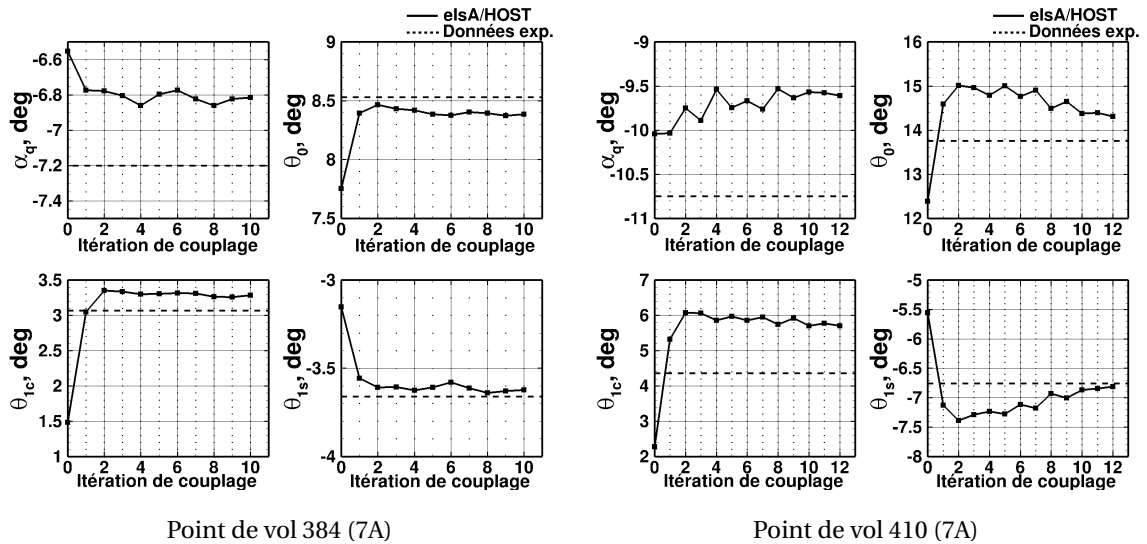 elsA/HOST
Données exp.
elsA/HOST
Données exp.
-6.6
-6.8
-7
-7.2
-7.4
α_q, deg
0 2 4 6 8 10
Itération de couplage
9
8.5
8
7.5
θ_0, deg
0 2 4 6 8 10
Itération de couplage
-9
-9.5
-10
-10.5
-11
α_q, deg
0 2 4 6 8 10 12
Itération de couplage
16
15
14
13
12
θ_0, deg
0 2 4 6 8 10 12
Itération de couplage
3.5
3
2.5
2
1.5
1
θ_1c, deg
0 2 4 6 8 10
Itération de couplage
-3
-3.5
-4
θ_1s, deg
0 2 4 6 8 10
Itération de couplage
7
6
5
4
3
2
θ_1c, deg
0 2 4 6 8 10 12
Itération de couplage
-5
-5.5
-6
-6.5
-7
-7.5
-8
θ_1s, deg
0 2 4 6 8 10 12
Itération de couplage
Point de vol 384 (7A)
Point de vol 410 (7A)